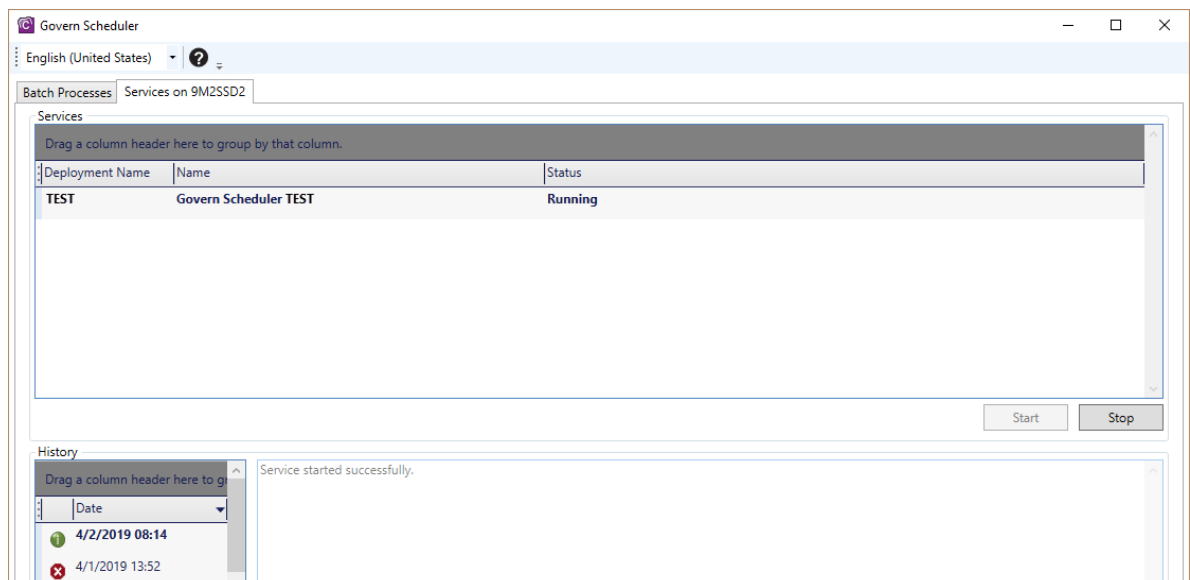 Govern Scheduler
English (United States)
Batch Processes Services on 9M2SSD2
Services
Drag a column header here to group by that column.
Deployment Name Name Status
TEST Govern Scheduler TEST Running
Start Stop
History
Drag a column header here to gr
Service started successfully.
Date
4/2/2019 08:14
4/1/2019 13:52